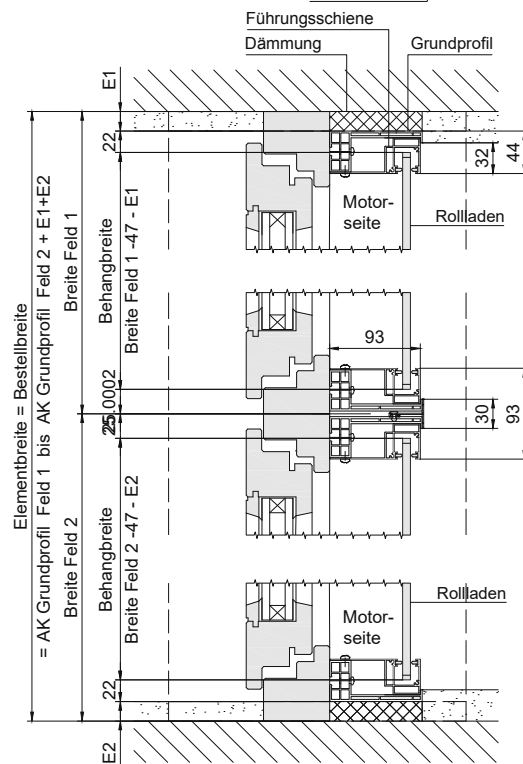 Führungsschiene
Dämmung
Grundprofil
E1
22
32
44
Motor-
seite
Rollladen
Elementbreite = Bestellbreite
= AK Grundprofil Feld 1 bis AK Grundprofil Feld 2 + E1+E2
Breite Feld 1
Behangbreite
Breite Feld 1 -47 - E1
93
30
93
Breite Feld 2
Behangbreite
Breite Feld 2 -47 - E2
Rollladen
Motor-
seite
22
E2